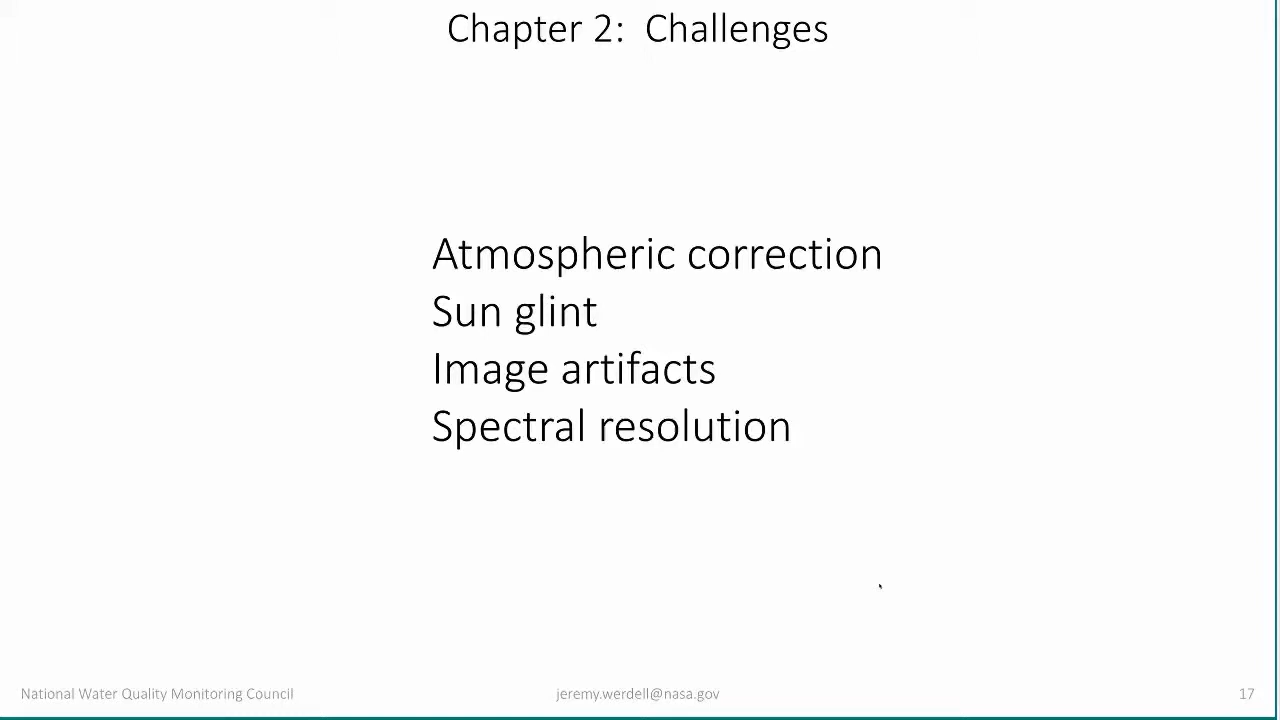 Chapter 2: Challenges
Atmospheric correction
Sun glint
Image artifacts
Spectral resolution
National Water Quality Monitoring Council
jeremy.werdell@nasa.gov
17